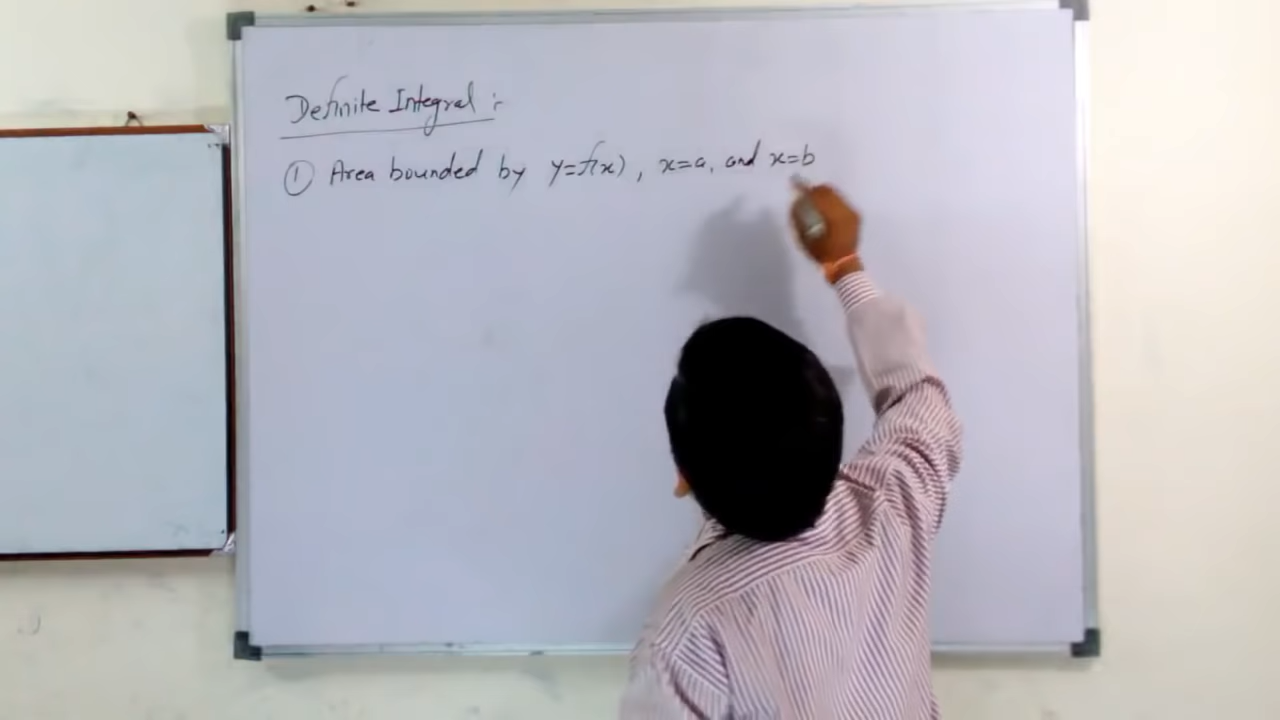 Definite Integral :-
① Area bounded by y=f(x), x=a, and x=b